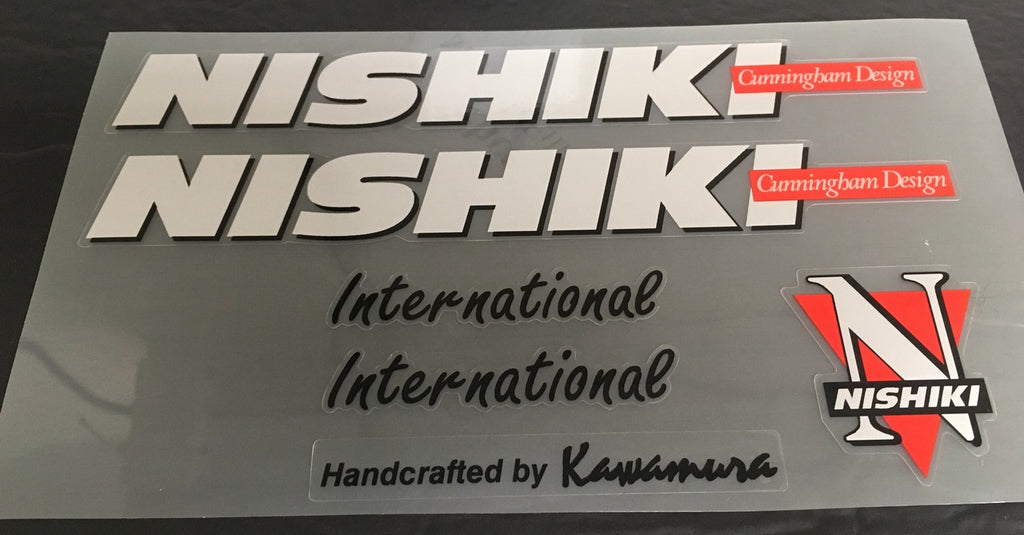 NISHIKI Cunningham Design
NISHIKI Cunningham Design
International
International
N
NISHIKI
Handcrafted by Kawamura